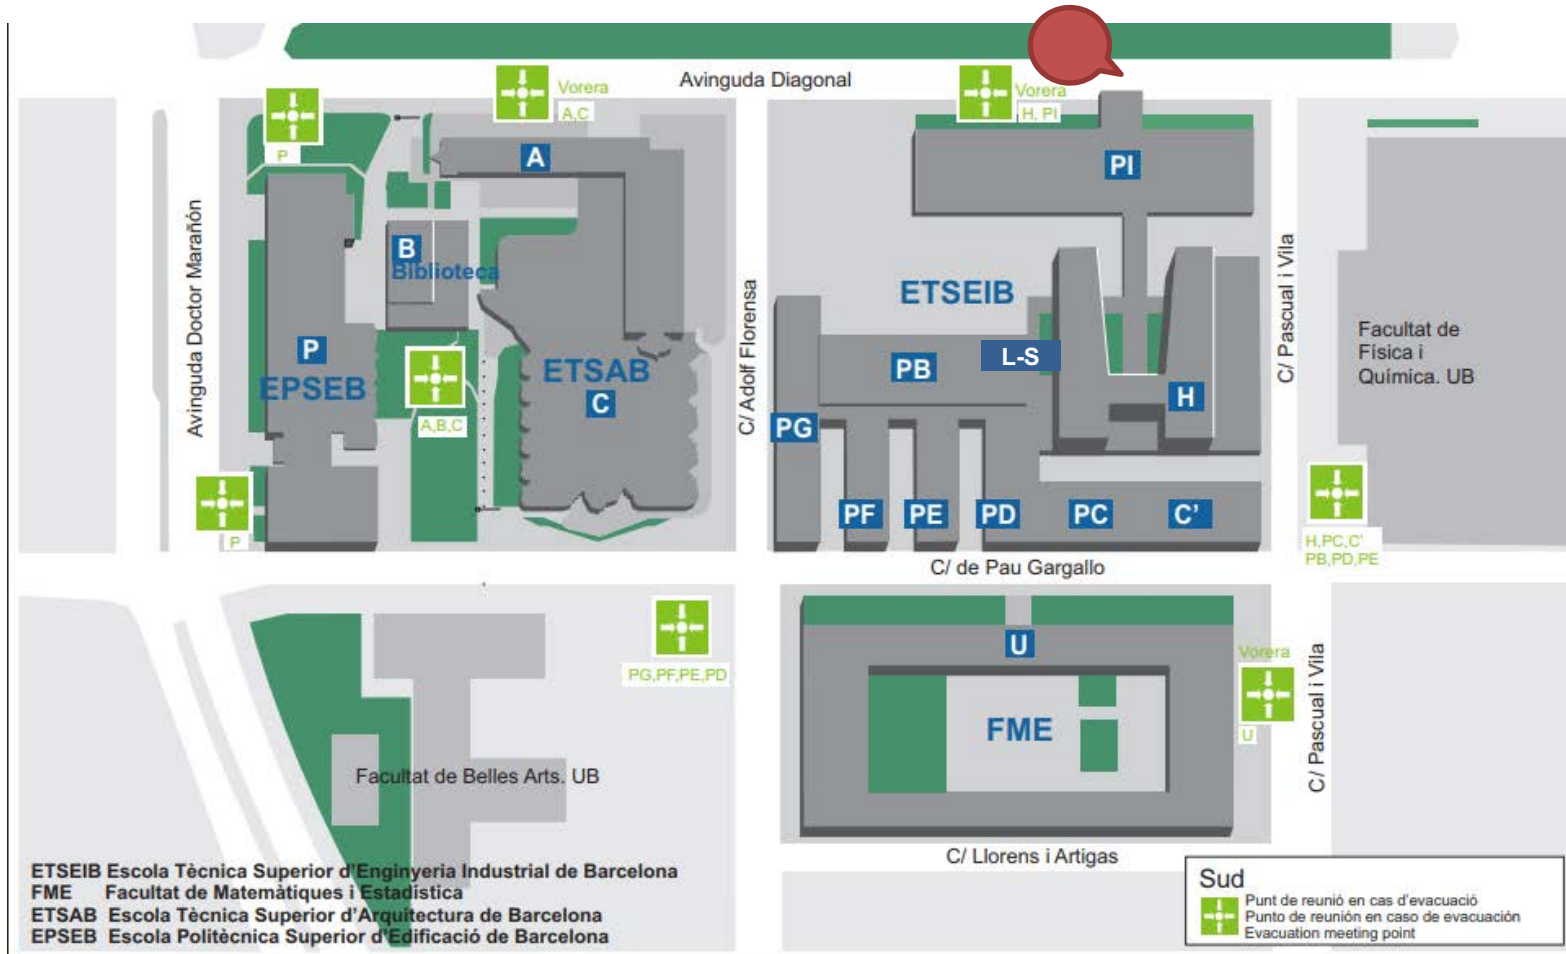 Avinguda Diagonal
Vorera
A,C
Vorera
H, PI
P
A
PI
B
Biblioteca
Avinguda Doctor Marañón
C/ Adolf Florensa
C/ Pascual i Vila
ETSEIB
P
EPSEB
A,B,C
ETSAB
C
PB
L-S
H
PG
Facultat de
Física i
Química. UB
PF
PE
PD
PC
C'
P
H,PC,C'
PB,PD,PE
C/ de Pau Gargallo
PG,PF,PE,PD
U
Vorera
U
FME
C/ Pascual i Vila
Facultat de Belles Arts. UB
C/ Llorens i Artigas
ETSEIB Escola Tècnica Superior d'Enginyeria Industrial de Barcelona
FME Facultat de Matemàtiques i Estadística
ETSAB Escola Tècnica Superior d'Arquitectura de Barcelona
EPSEB Escola Politècnica Superior d'Edificació de Barcelona
Sud
Punt de reunió en cas d'evacuació
Punto de reunión en caso de evacuación
Evacuation meeting point